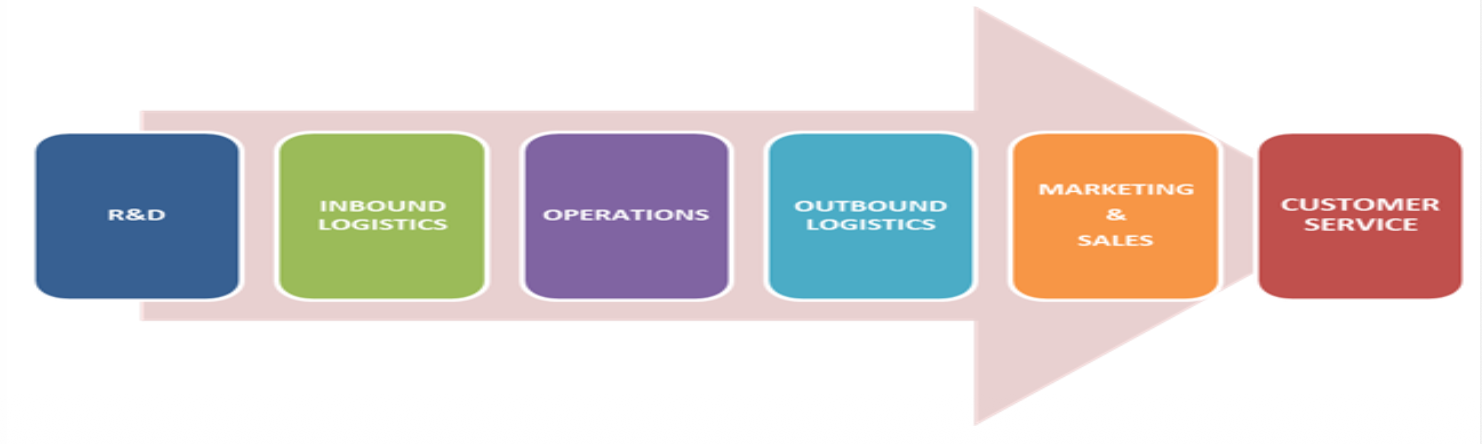 R&D
INBOUND
LOGISTICS
OPERATIONS
OUTBOUND
LOGISTICS
MARKETING
&
SALES
CUSTOMER
SERVICE